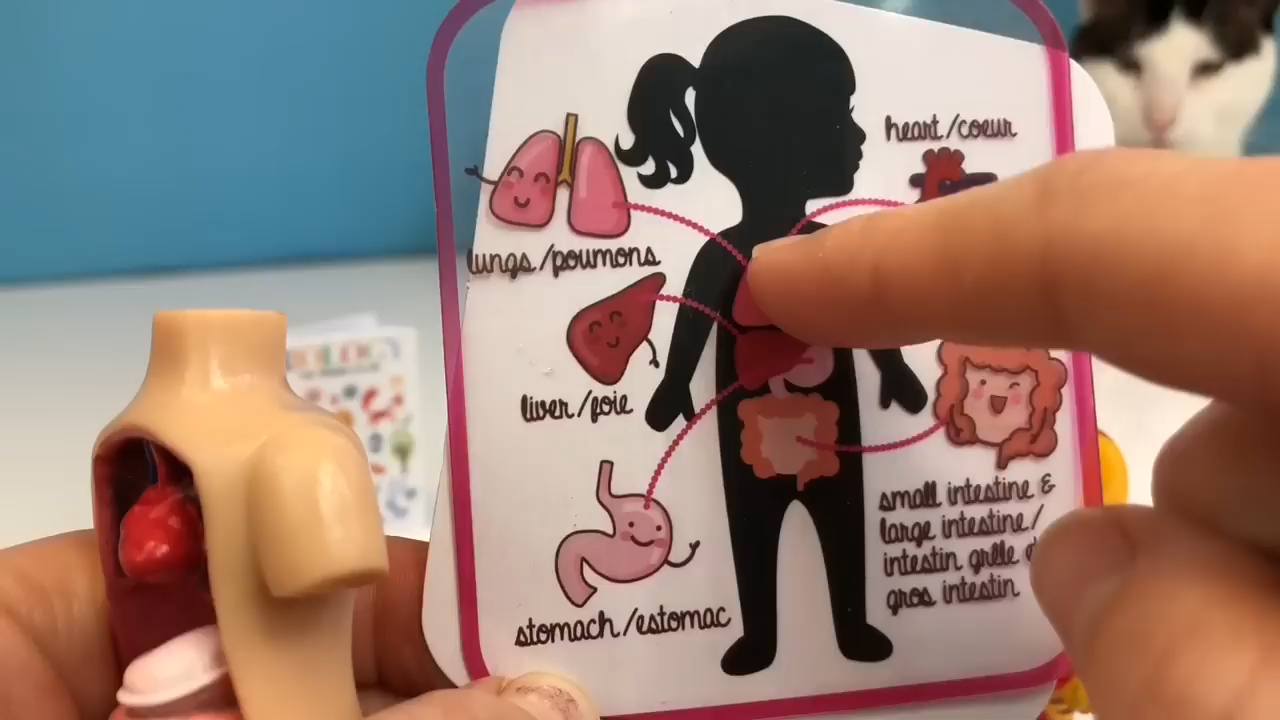 heart/coeur
lungs/poumons
liver/foie
small intestine &
large intestine/
intestin grêle
gros intestin
stomach/estomac